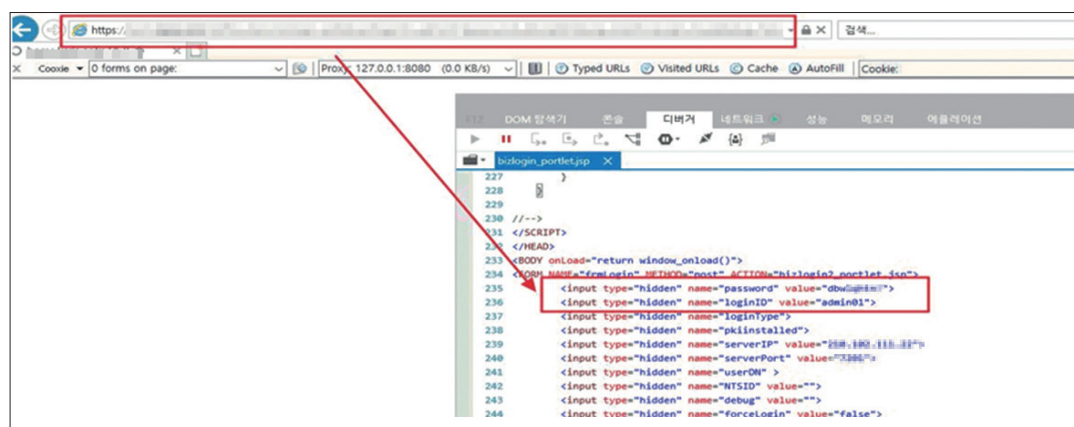 https:/
검색...
Cookie 0 forms on page: Proxy: 127.0.0.1:8080 (0.0 KB/s) Typed URLs Visited URLs Cache AutoFill Cookie:
F12 DOM 탐색기 콘솔 디버거 네트워크 성능 메모리 에뮬레이션
bizlogin_portlet.jsp
227 }
228 }
229
230 //-->
231 </SCRIPT>
232 </HEAD>
233 <BODY onLoad="return window_onload()">
234 <FORM NAME="frmLogin" METHOD="post" ACTION="bizlogin2_portlet.jsp">
235 <input type="hidden" name="password" value="dbw">
236 <input type="hidden" name="loginID" value="admin01">
237 <input type="hidden" name="loginType">
238 <input type="hidden" name="pkiinstalled">
239 <input type="hidden" name="serverIP" value="
240 <input type="hidden" name="serverPort" value="
241 <input type="hidden" name="userDN" >
242 <input type="hidden" name="NTSID" value="">
243 <input type="hidden" name="debug" value="">
244 <input type="hidden" name="forceLogin" value="false">